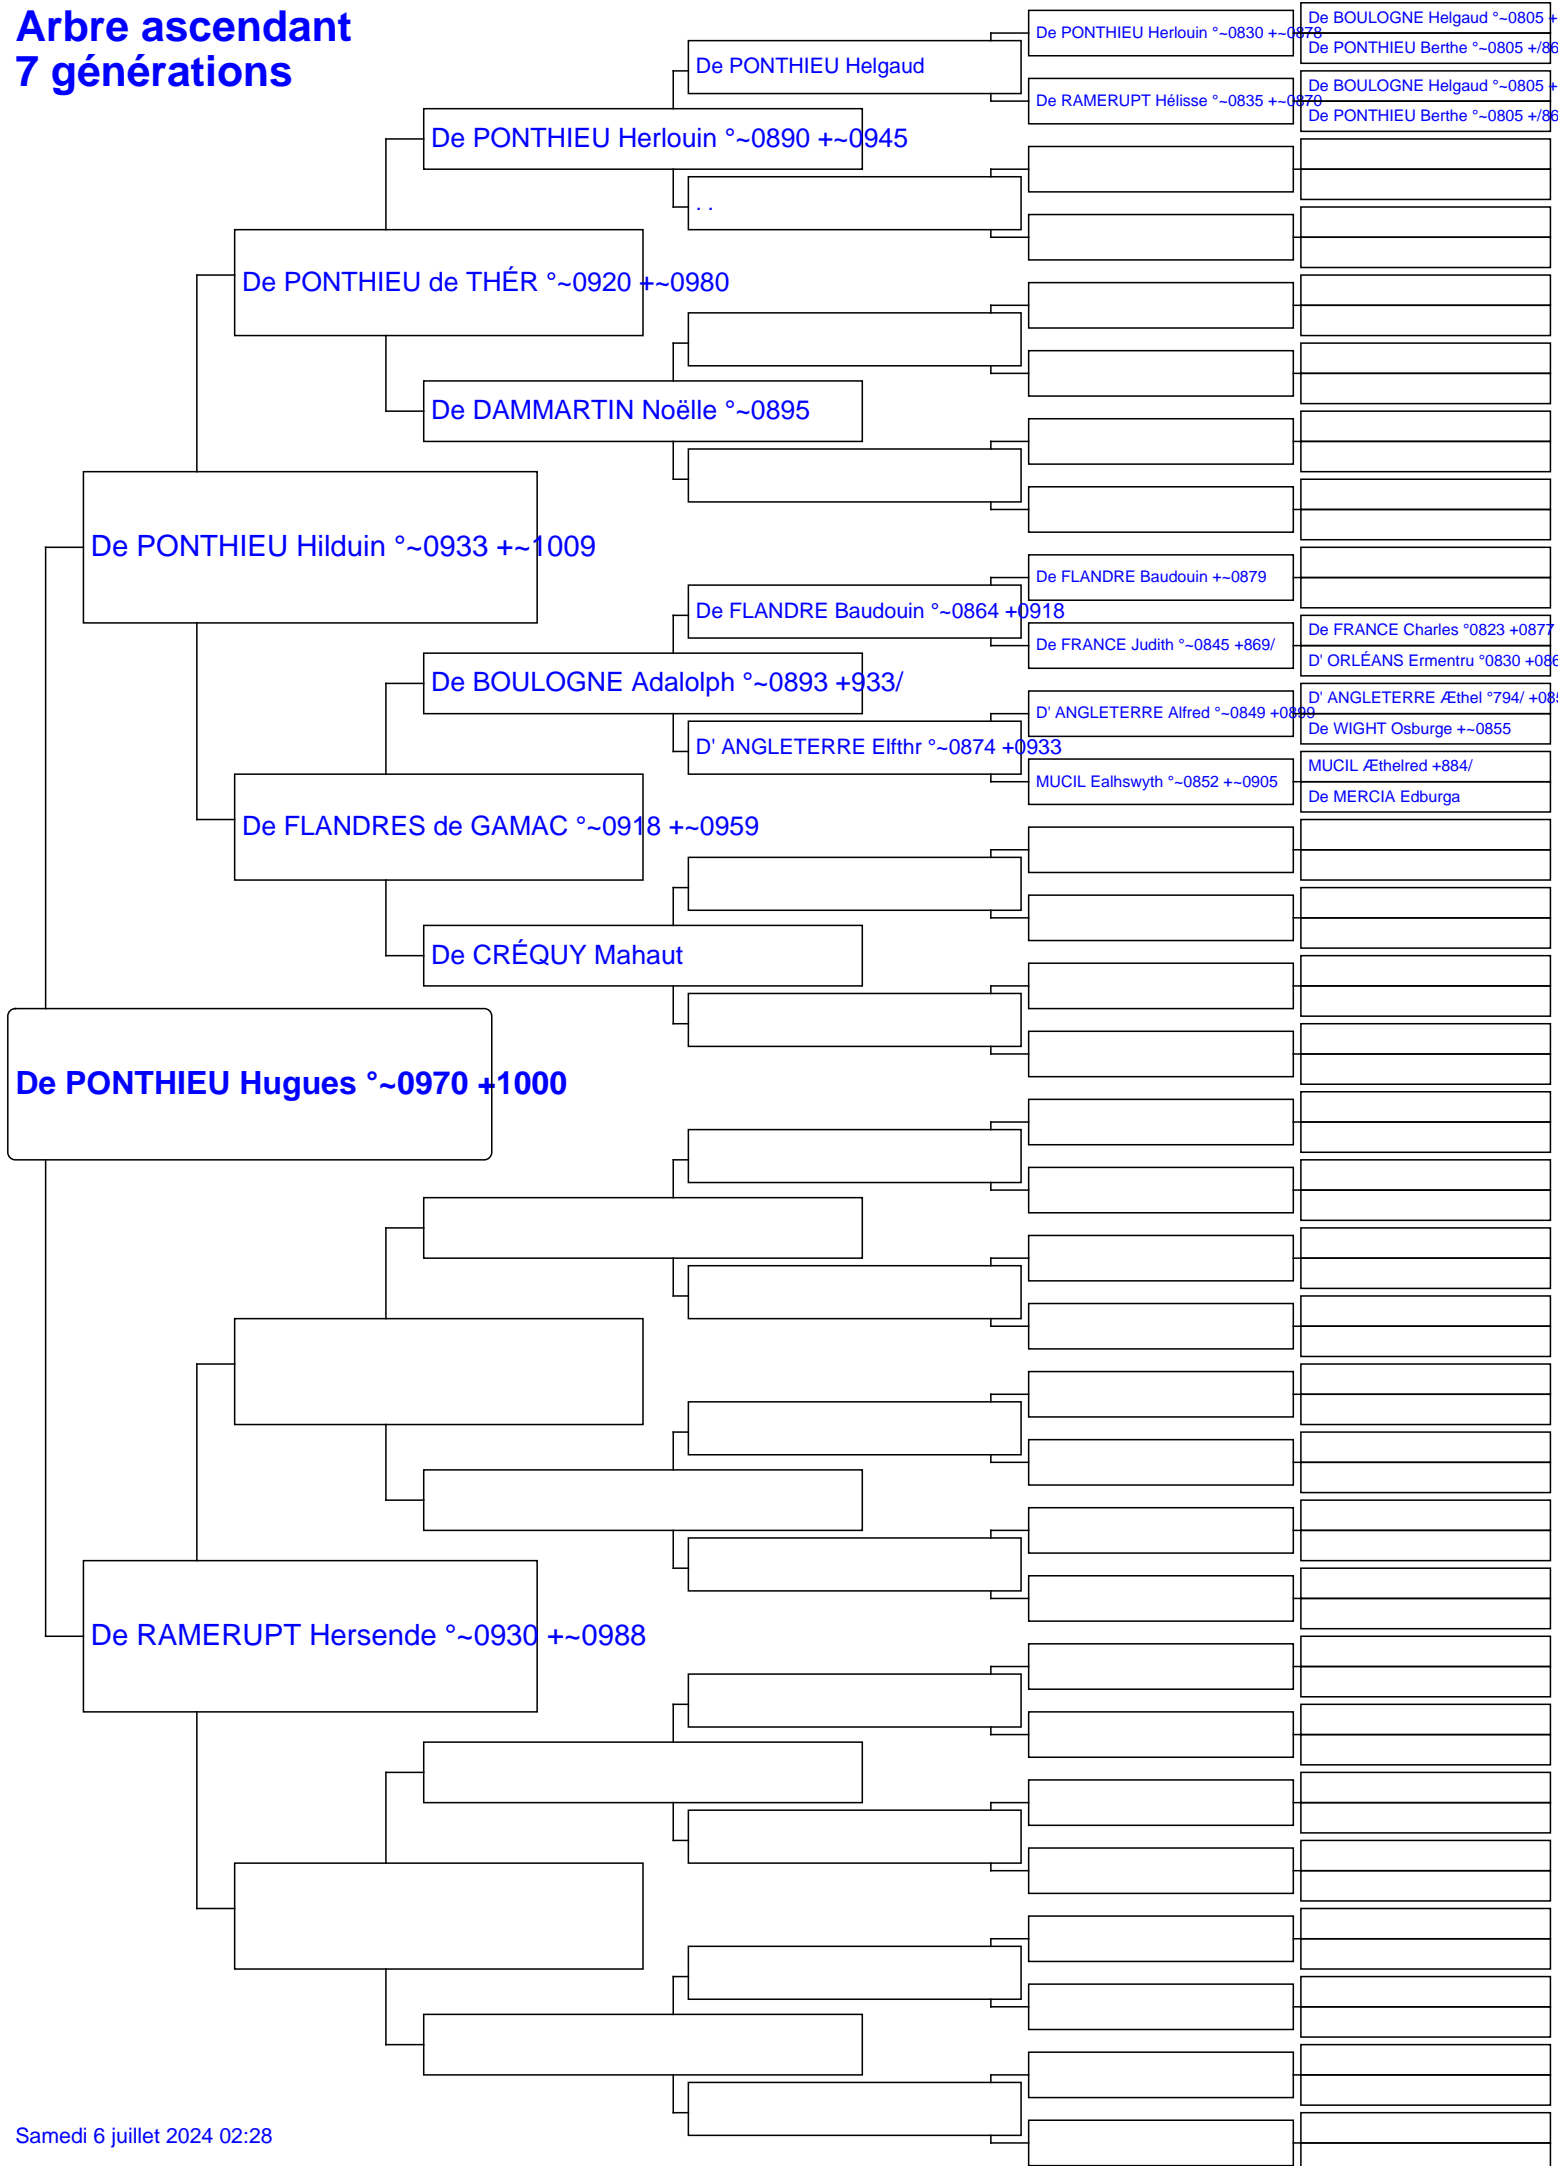 Arbre ascendant
7 générations
De BOULOGNE Helgaud °~0805 +
De PONTHIEU Herlouin °~0830 +~0878
De PONTHIEU Berthe °~0805 +/86
De PONTHIEU Helgaud
De BOULOGNE Helgaud °~0805 +
De RAMERUPT Hélisse °~0835 +~0870
De PONTHIEU Berthe °~0805 +/86
De PONTHIEU Herlouin °~0890 +~0945
. .
De PONTHIEU de THÉR °~0920 +~0980
De DAMMARTIN Noëlle °~0895
De PONTHIEU Hilduin °~0933 +~1009
De FLANDRE Baudouin +~0879
De FLANDRE Baudouin °~0864 +0918
De FRANCE Charles °0823 +0877
De FRANCE Judith °~0845 +869/
D' ORLÉANS Ermentru °0830 +086
De BOULOGNE Adalolph °~0893 +933/
D' ANGLETERRE Æthel °794/ +085
D' ANGLETERRE Alfred °~0849 +0899
De WIGHT Osburge +~0855
D' ANGLETERRE Elfthr °~0874 +0933
MUCIL Æthelred +884/
MUCIL Ealhswyth °~0852 +~0905
De MERCIA Edburga
De FLANDRES de GAMAC °~0918 +~0959
De CRÉQUY Mahaut
De PONTHIEU Hugues °~0970 +1000
De RAMERUPT Hersende °~0930 +~0988
Samedi 6 juillet 2024 02:28